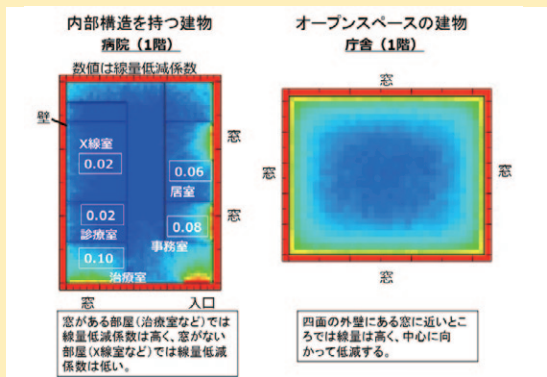 内部構造を持つ建物
病院（1階）
数値は線量低減係数
壁
X線室
0.02
0.02
診療室
0.10
治療室
0.06
居室
0.08
事務室
窓
窓
窓
入口
窓がある部屋(治療室など)では
線量低減係数は高く、窓がない
部屋(X線室など)では線量低減
係数は低い。
オープンスペースの建物
庁舎（1階）
窓
窓
窓
窓
四面の外壁にある窓に近いとこ
ろでは線量は高く、中心に向
かって低減する。